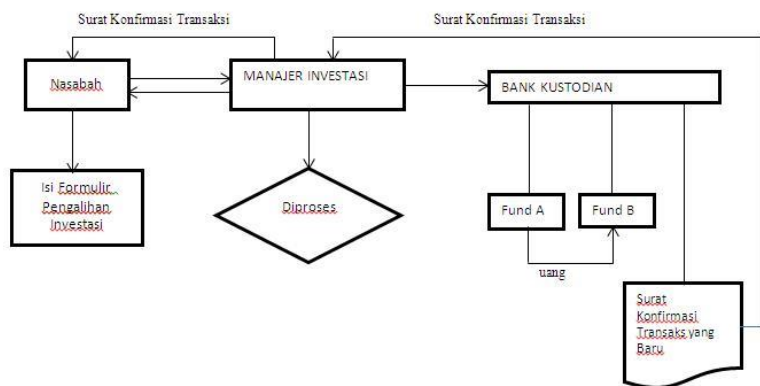 Surat Konfirmasi Transaksi
Surat Konfirmasi Transaksi
Nasabah
MANAJER INVESTASI
BANK KUSTODIAN
Isi Formulir
Pengalihan
Investasi
Diproses
Fund A
Fund B
uang
Surat
Konfirmasi
Transaks yang
Baru